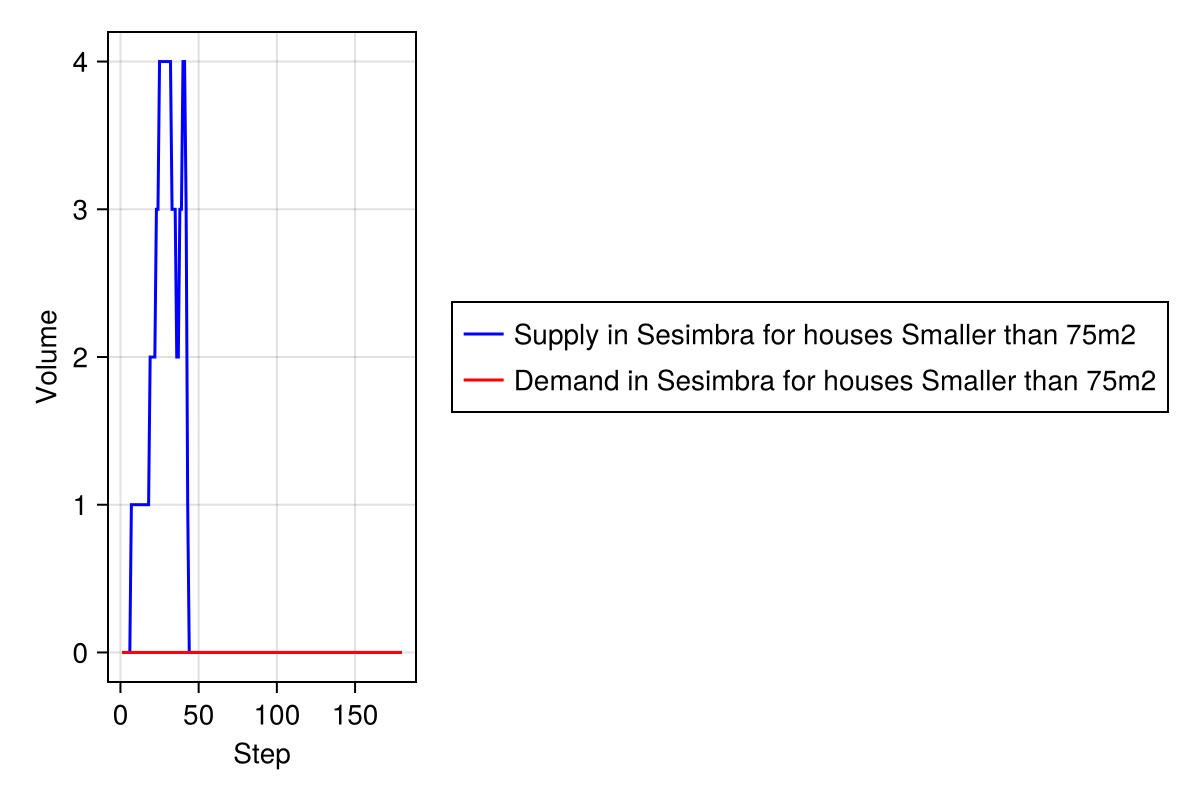 4
3
2
1
0
Volume
0 50 100 150
Step
Supply in Sesimbra for houses Smaller than 75m2
Demand in Sesimbra for houses Smaller than 75m2